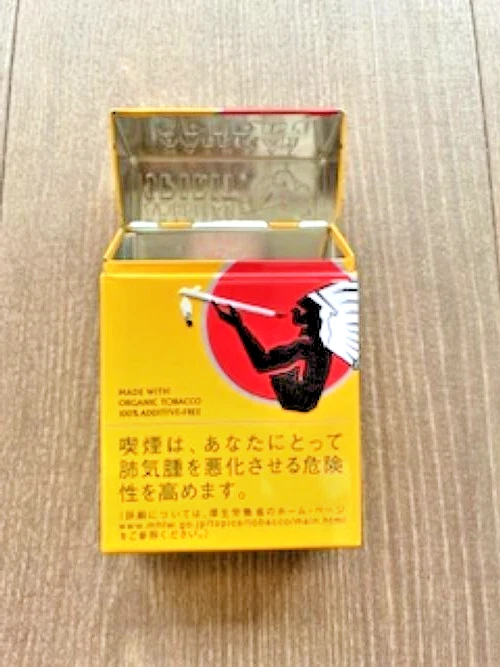 MADE WITH
ORGANIC TOBACCO
100% ADDITIVE-FREE
喫煙は、あなたにとって
肺気腫を悪化させる危険
性を高めます。
(詳細については、厚生労働省のホーム・ページ
www.mhlw.go.jp/topics/tobacco/main.html
をご参照ください。)